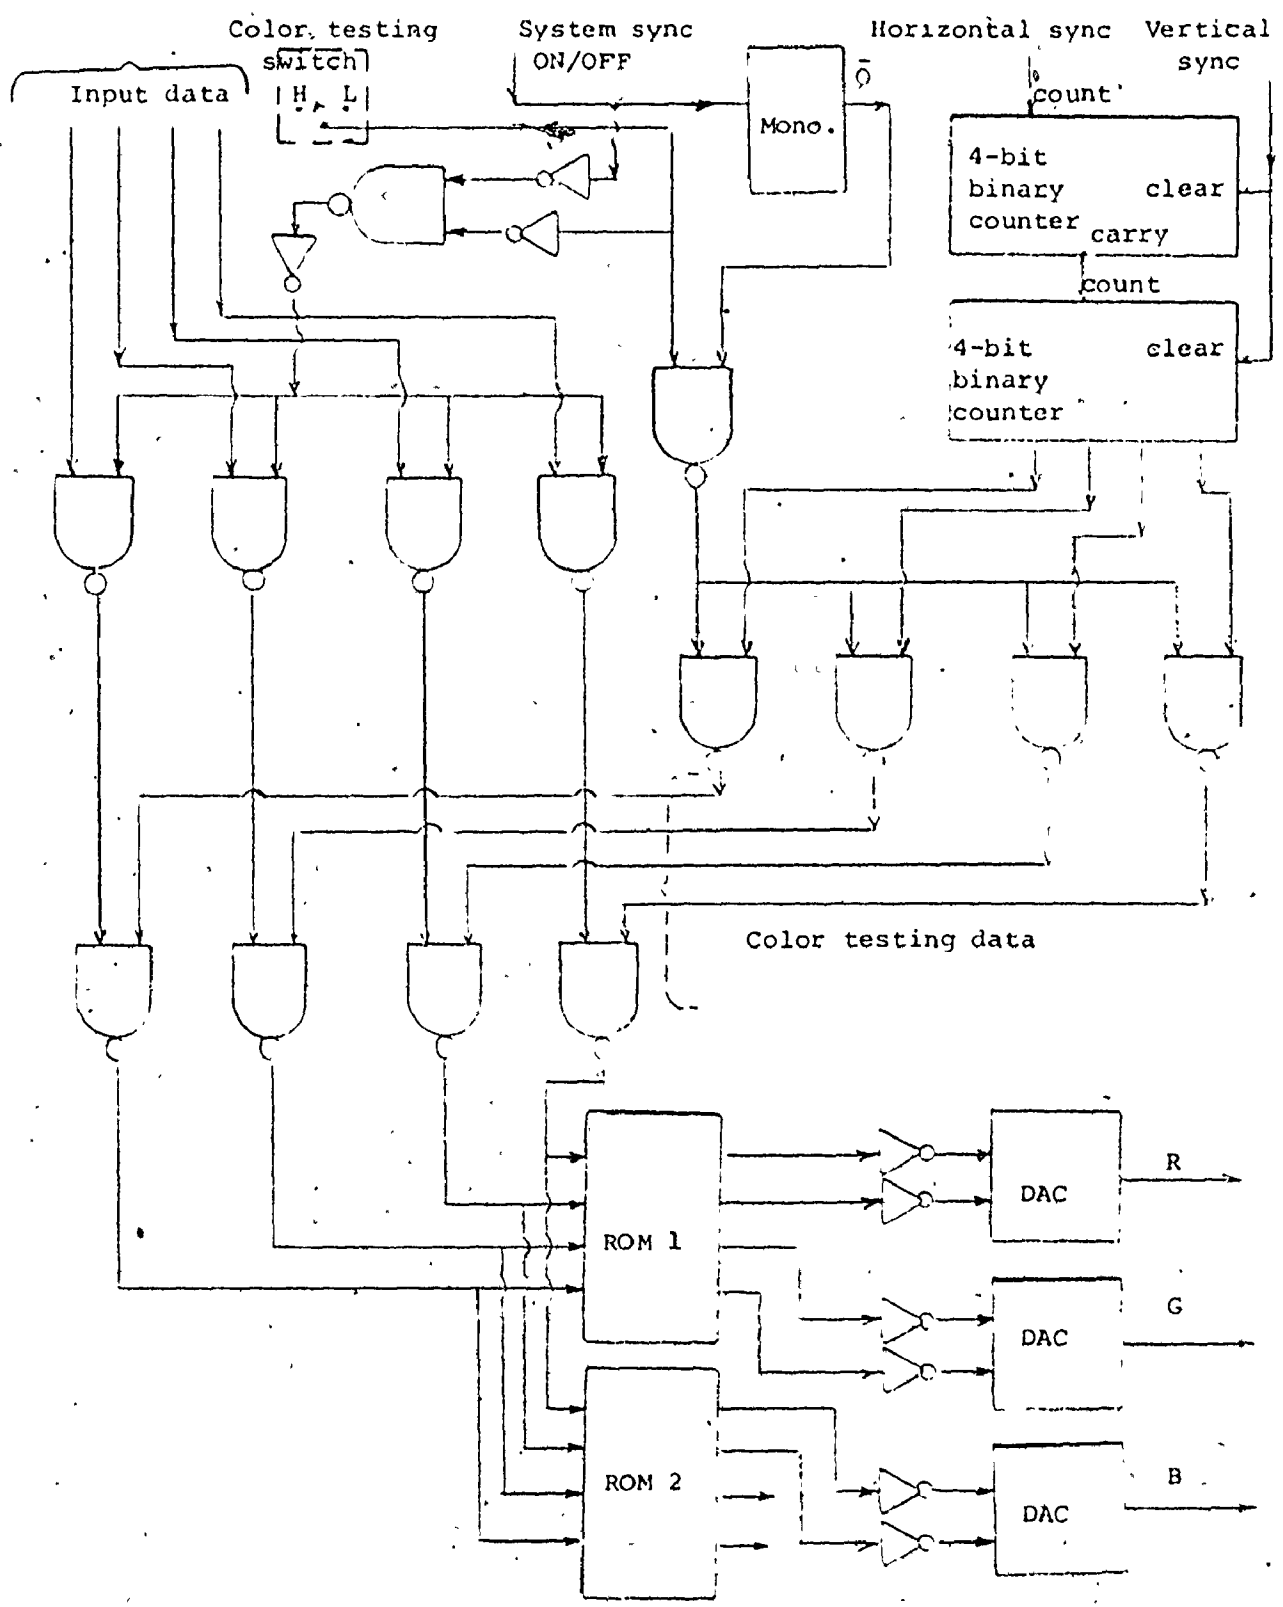 Color testing
switch
H L
System sync
ON/OFF
Horizontal sync
Vertical
sync
Input data
Mono.
Q̄
count
4-bit
binary
counter
clear
carry
count
4-bit
binary
counter
clear
Color testing data
ROM 1
DAC
R
DAC
G
ROM 2
DAC
B